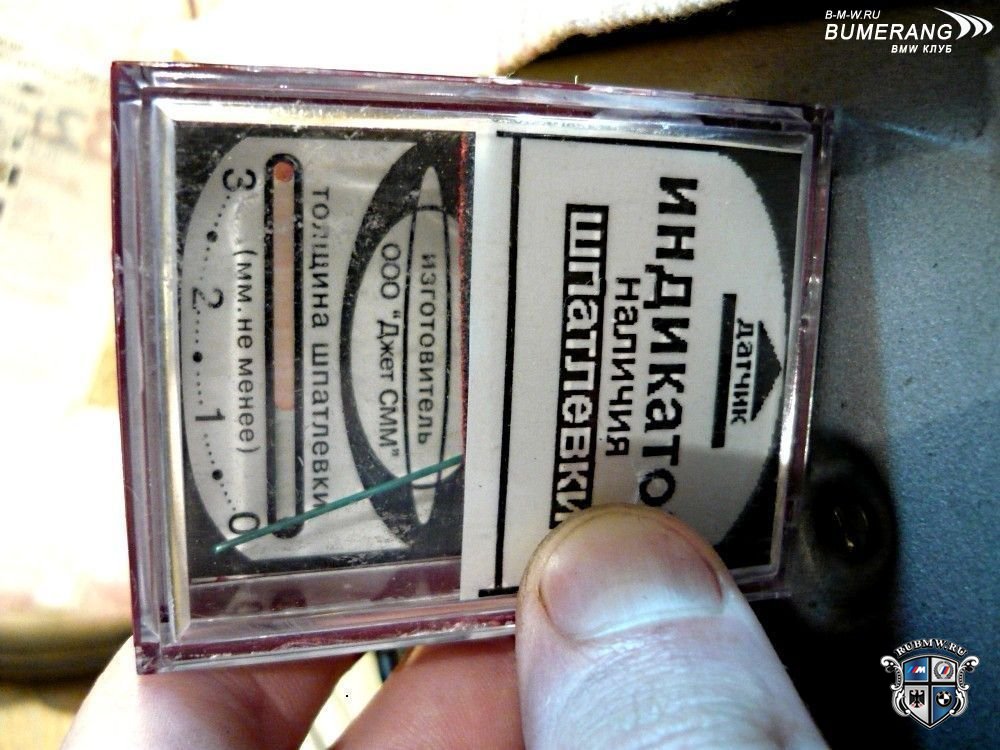 B-M-W.RU
BUMERANG
BMW КЛУБ
датчик
индикато
наличия
шпатлевки
изготовитель
ООО "Джет СММ"
толщина шпатлевки
(мм. не менее)
3.....2.....1.....0
RUBMW.RU